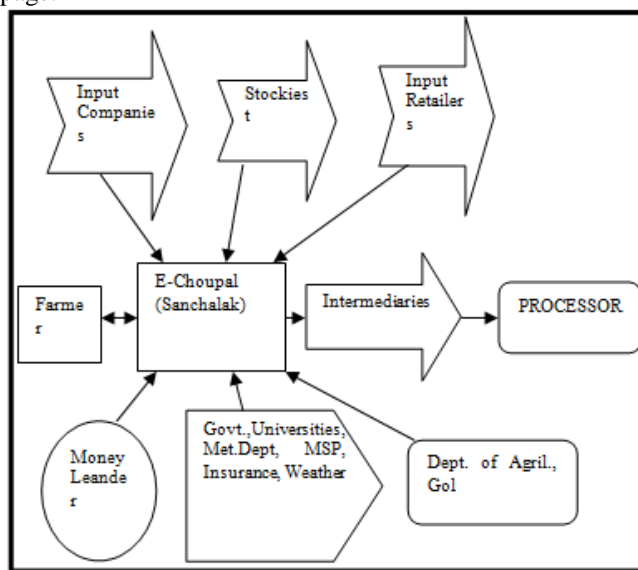 Input
Companie
s
Stockies
t
Input
Retailer
s
E-Choupal
(Sanchalak)
Farme
r
Intermediaries
PROCESSOR
Money
Leande
r
Govt.,Universities,
Met.Dept, MSP,
Insurance, Weather
Dept. of Agril.,
GoI